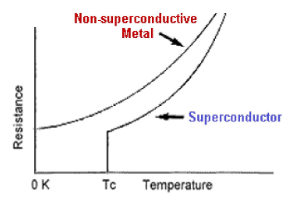 Non-superconductive
Metal
Superconductor
Resistance
0 K
Tc
Temperature